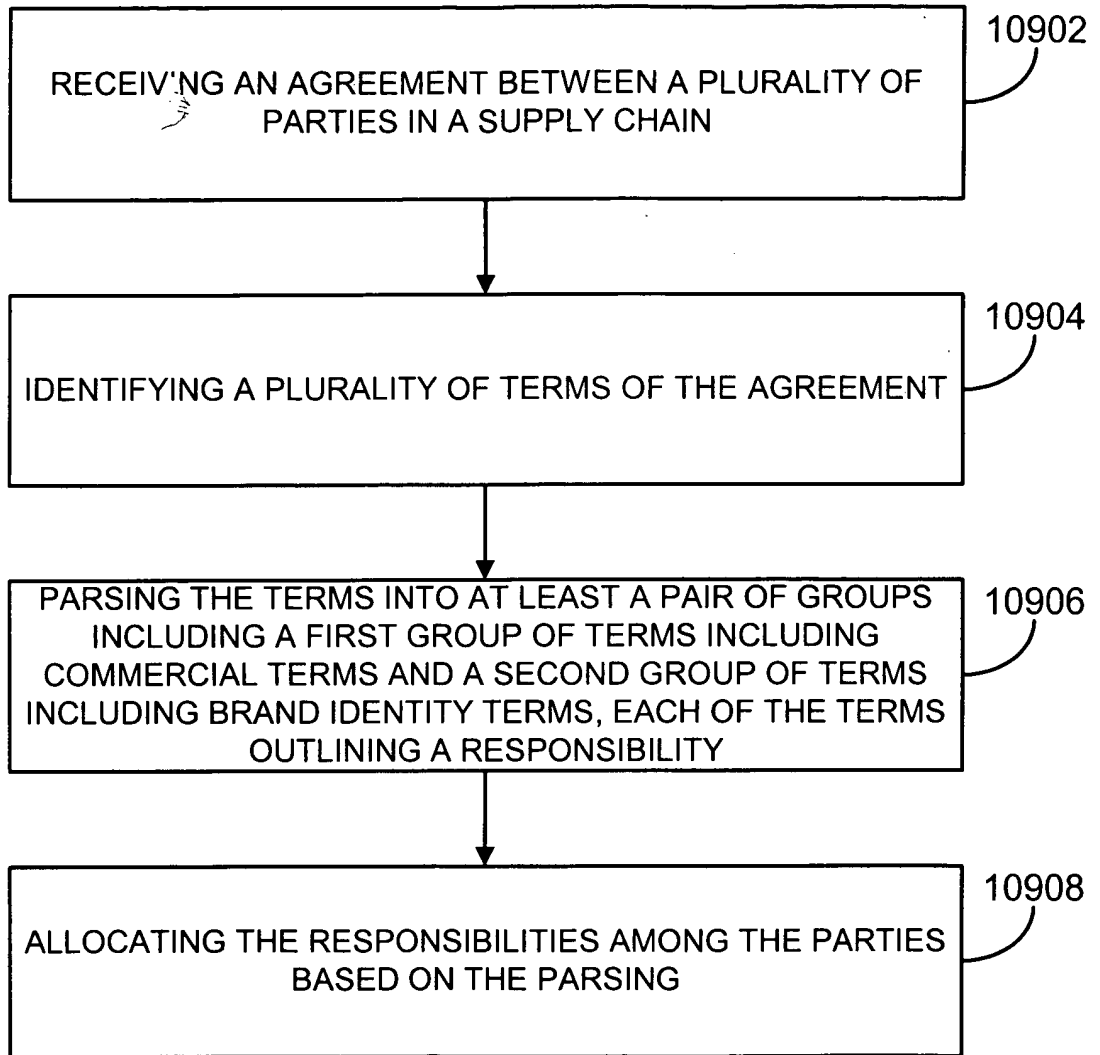 10902
RECEIVING AN AGREEMENT BETWEEN A PLURALITY OF
PARTIES IN A SUPPLY CHAIN
10904
IDENTIFYING A PLURALITY OF TERMS OF THE AGREEMENT
10906
PARSING THE TERMS INTO AT LEAST A PAIR OF GROUPS
INCLUDING A FIRST GROUP OF TERMS INCLUDING
COMMERCIAL TERMS AND A SECOND GROUP OF TERMS
INCLUDING BRAND IDENTITY TERMS, EACH OF THE TERMS
OUTLINING A RESPONSIBILITY
10908
ALLOCATING THE RESPONSIBILITIES AMONG THE PARTIES
BASED ON THE PARSING